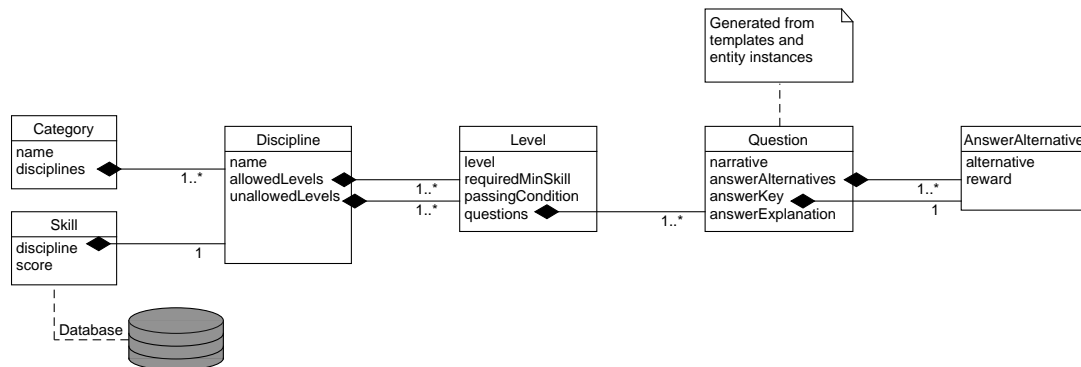 Generated from
templates and
entity instances
Category
name
disciplines
1..*
Skill
discipline
score
1
Database
Discipline
name
allowedLevels
unallowedLevels
1..*
1..*
Level
level
requiredMinSkill
passingCondition
questions
1..*
Question
narrative
answerAlternatives
answerKey
answerExplanation
1..*
1
AnswerAlternative
alternative
reward